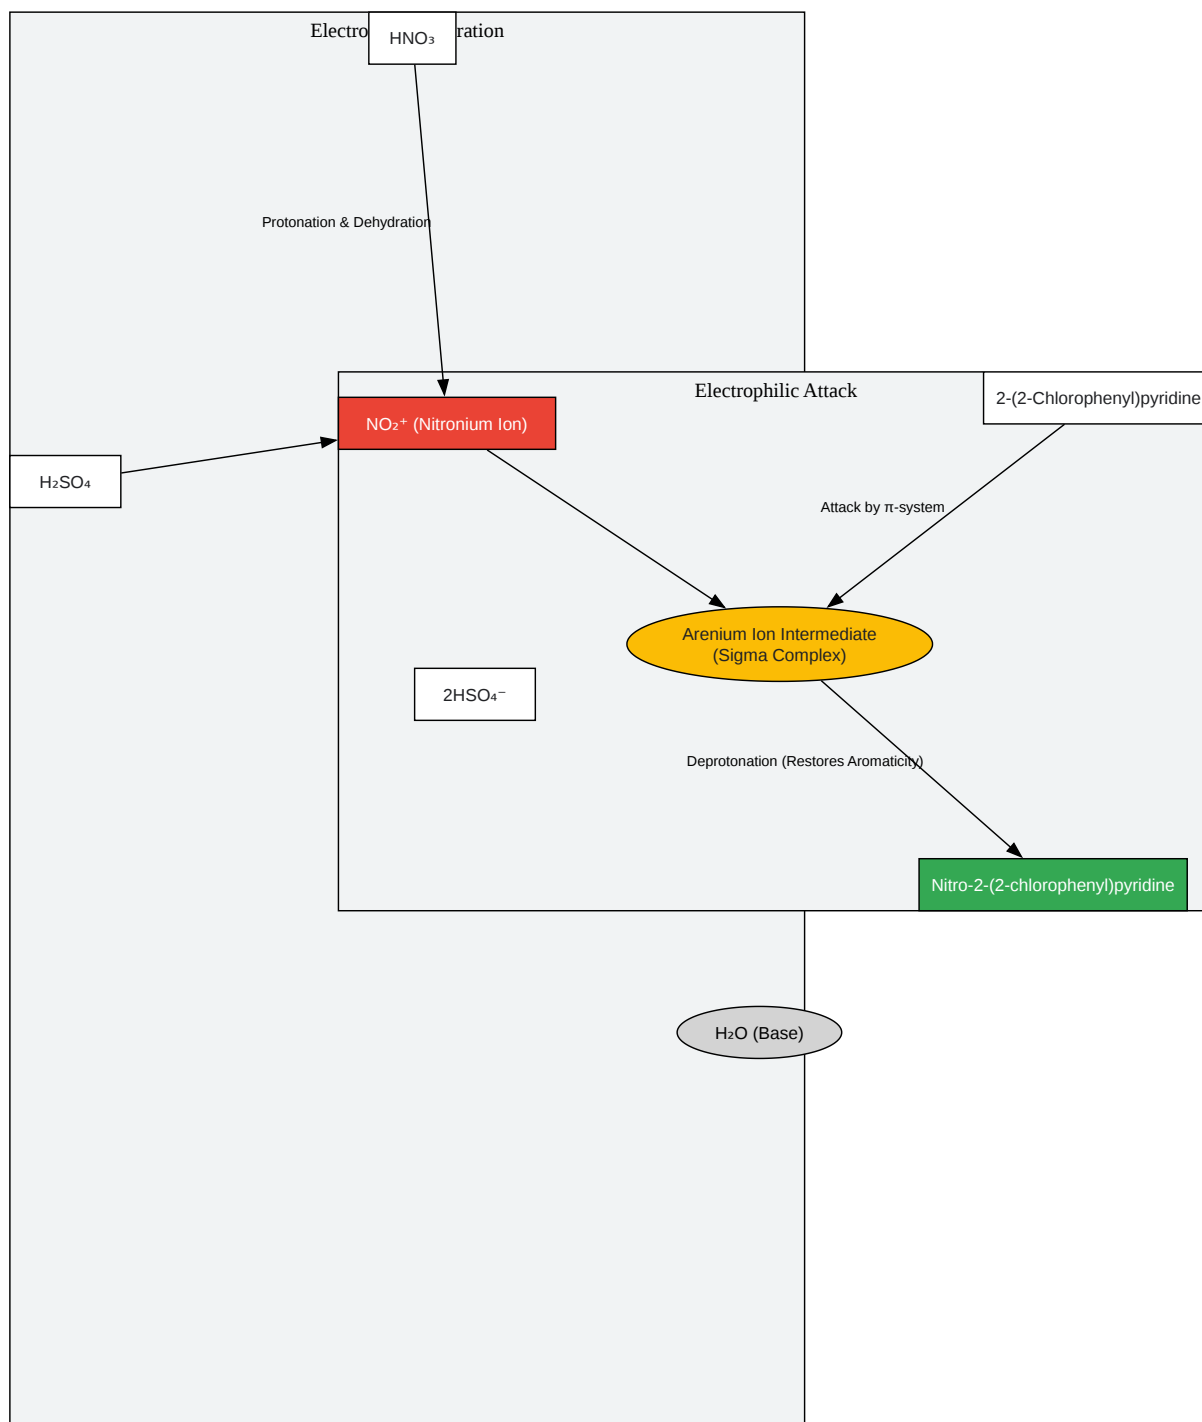 Electro
ration
HNO₃
Protonation & Dehydration
Electrophilic Attack
2-(2-Chlorophenyl)pyridine
NO₂⁺ (Nitronium Ion)
H₂SO₄
Attack by π-system
Arenium Ion Intermediate
(Sigma Complex)
2HSO₄⁻
Deprotonation (Restores Aromaticity)
Nitro-2-(2-chlorophenyl)pyridine
H₂O (Base)